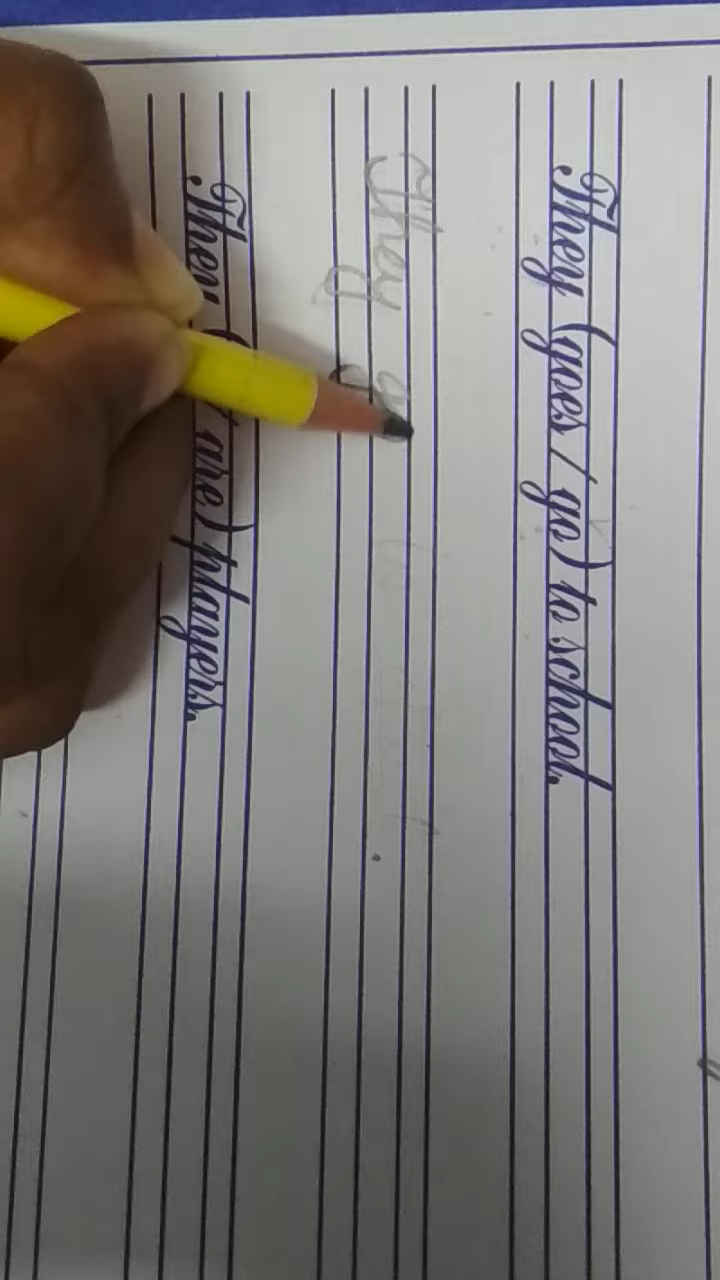 They (goes / go) to school.
They g
They / are) players.